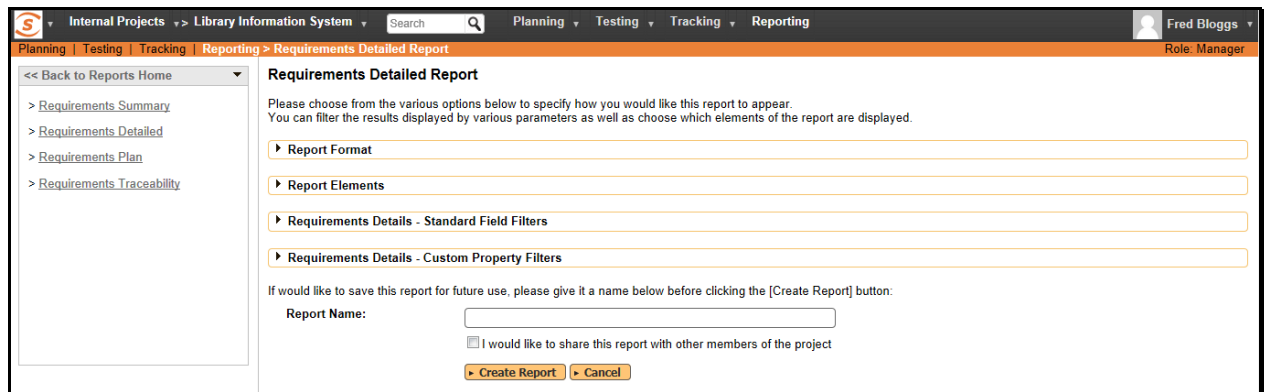 Internal Projects > Library Information System Search Planning Testing Tracking Reporting Fred Bloggs
Planning | Testing | Tracking | Reporting > Requirements Detailed Report Role: Manager
<< Back to Reports Home
> Requirements Summary
> Requirements Detailed
> Requirements Plan
> Requirements Traceability
Requirements Detailed Report
Please choose from the various options below to specify how you would like this report to appear.
You can filter the results displayed by various parameters as well as choose which elements of the report are displayed.
Report Format
Report Elements
Requirements Details - Standard Field Filters
Requirements Details - Custom Property Filters
If would like to save this report for future use, please give it a name below before clicking the [Create Report] button:
Report Name:
I would like to share this report with other members of the project
Create Report Cancel